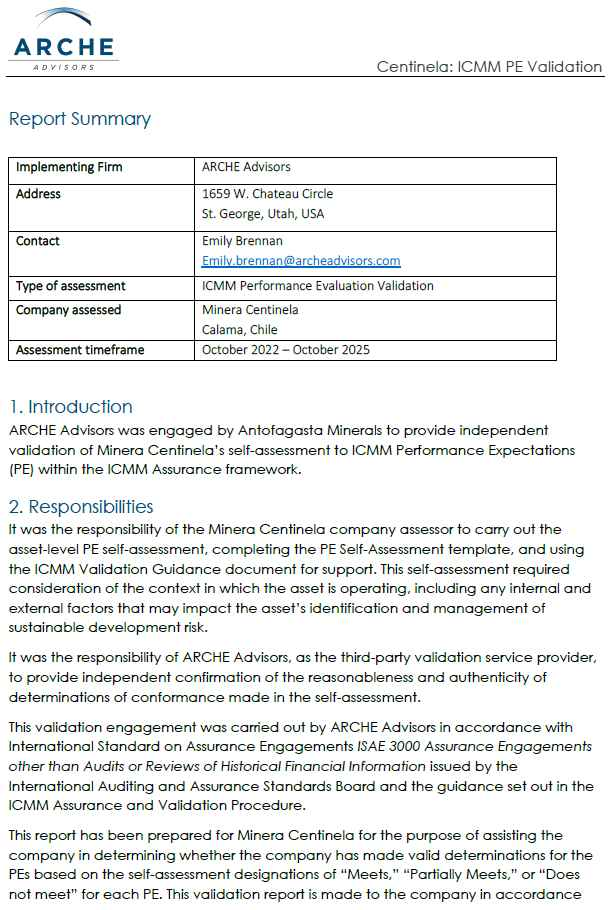 ARCHE
ADVISORS
Centinela: ICMM PE Validation
Report Summary
Implementing Firm ARCHE Advisors
Address 1659 W. Chateau Circle
St. George, Utah, USA
Contact Emily Brennan
Emily.brennan@archeadvisors.com
Type of assessment ICMM Performance Evaluation Validation
Company assessed Minera Centinela
Calama, Chile
Assessment timeframe October 2022 – October 2025
1. Introduction
ARCHE Advisors was engaged by Antofagasta Minerals to provide independent
validation of Minera Centinela's self-assessment to ICMM Performance Expectations
(PE) within the ICMM Assurance framework.
2. Responsibilities
It was the responsibility of the Minera Centinela company assessor to carry out the
asset-level PE self-assessment, completing the PE Self-Assessment template, and using
the ICMM Validation Guidance document for support. This self-assessment required
consideration of the context in which the asset is operating, including any internal and
external factors that may impact the asset's identification and management of
sustainable development risk.
It was the responsibility of ARCHE Advisors, as the third-party validation service provider,
to provide independent confirmation of the reasonableness and authenticity of
determinations of conformance made in the self-assessment.
This validation engagement was carried out by ARCHE Advisors in accordance with
International Standard on Assurance Engagements ISAE 3000 Assurance Engagements
other than Audits or Reviews of Historical Financial Information issued by the
International Auditing and Assurance Standards Board and the guidance set out in the
ICMM Assurance and Validation Procedure.
This report has been prepared for Minera Centinela for the purpose of assisting the
company in determining whether the company has made valid determinations for the
PEs based on the self-assessment designations of "Meets," "Partially Meets," or "Does
not meet" for each PE. This validation report is made to the company in accordance